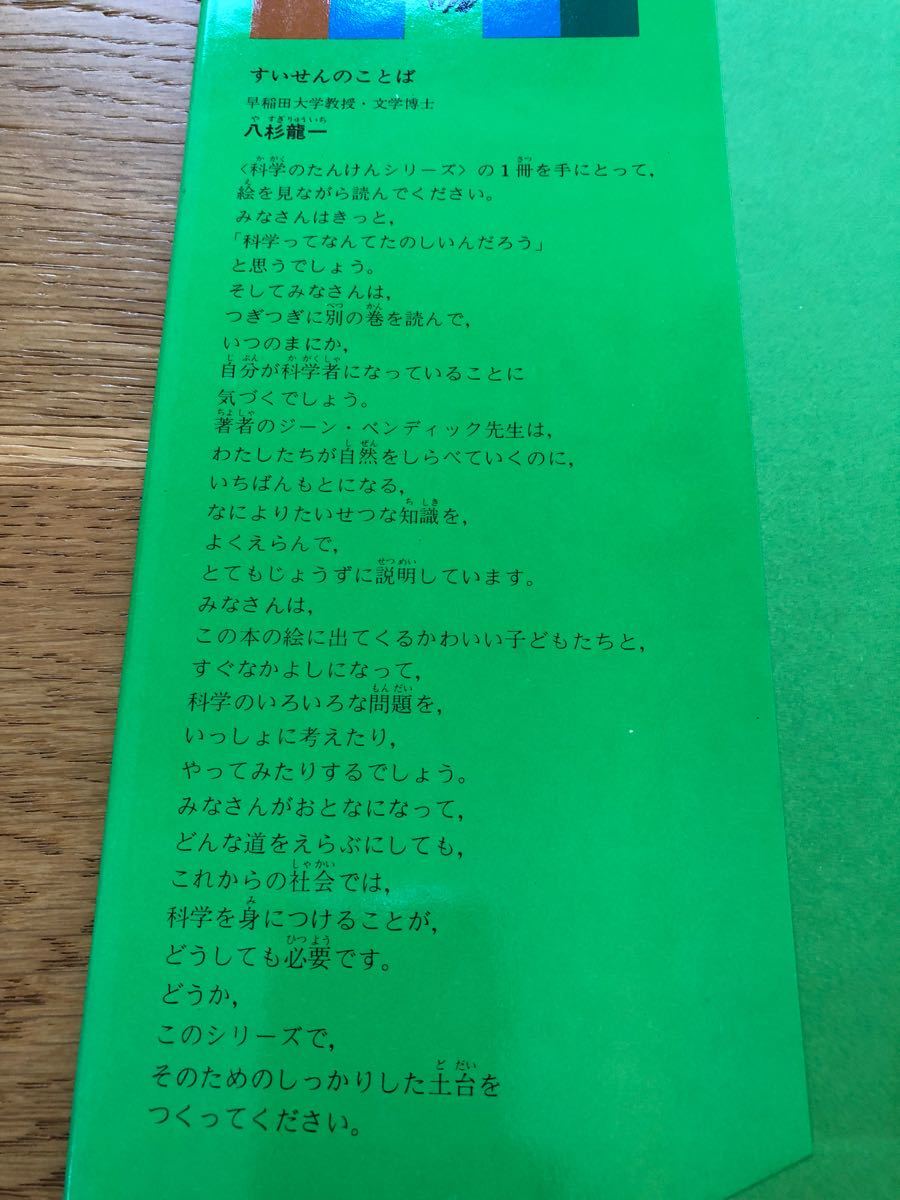 すいせんのことば
早稲田大学教授・文学博士
八杉龍一
〈科学のたんけんシリーズ〉の1冊を手にとって,
絵を見ながら読んでください。
みなさんはきっと,
「科学ってなんてたのしいんだろう」
と思うでしょう。
そしてみなさんは,
つぎつぎに別の巻を読んで,
いつのまにか,
自分が科学者になっていることに
気づくでしょう。
著者のジーン・ベンディック先生は,
わたしたちが自然をしらべていくのに,
いちばんもとになる,
なによりたいせつな知識を,
よくえらんで,
とてもじょうずに説明しています。
みなさんは,
この本の絵に出てくるかわいい子どもたちと,
すぐなかよしになって,
科学のいろいろな問題を,
いっしょに考えたり,
やってみたりするでしょう。
みなさんがおとなになって,
どんな道をえらぶにしても,
これからの社会では,
科学を身につけることが,
どうしても必要です。
どうか,
このシリーズで,
そのためのしっかりした土台を
つくってください。